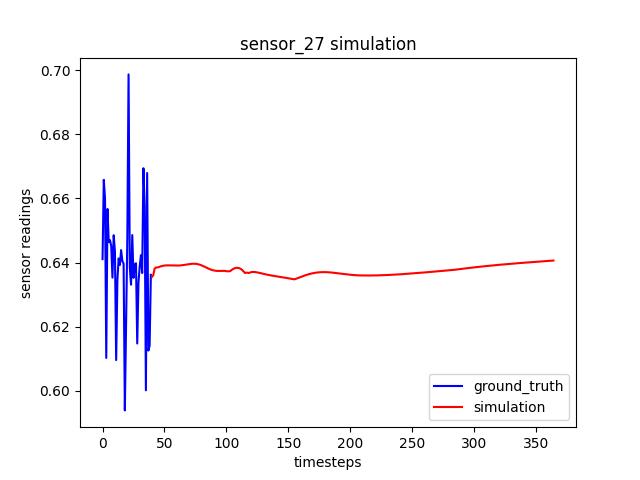 sensor_27 simulation
0.70
0.68
0.66
0.64
0.62
0.60
sensor readings
0 50 100 150 200 250 300 350
timesteps
ground_truth
simulation